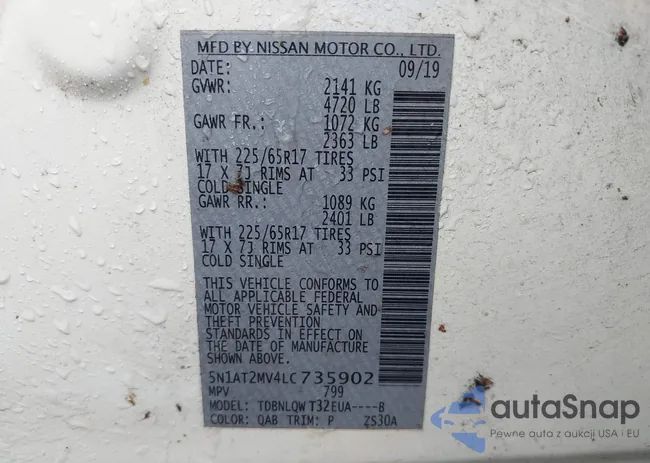 MFD BY NISSAN MOTOR CO., LTD.
DATE: 09/19
GVWR: 2141 KG
4720 LB
GAWR FR.: 1072 KG
2363 LB
WITH 225/65R17 TIRES
17 X 7J RIMS AT 33 PSI
COLD SINGLE
GAWR RR.: 1089 KG
2401 LB
WITH 225/65R17 TIRES
17 X 7J RIMS AT 33 PSI
COLD SINGLE
THIS VEHICLE CONFORMS TO
ALL APPLICABLE FEDERAL
MOTOR VEHICLE SAFETY AND
THEFT PREVENTION
STANDARDS IN EFFECT ON
THE DATE OF MANUFACTURE
SHOWN ABOVE.
5N1AT2MV4LC735902
MPV 799
MODEL: TDBNLQWT32EUA----B
COLOR: QAB TRIM: P ZS30A
autaSnap
Pewne auta z aukcji USA i EU